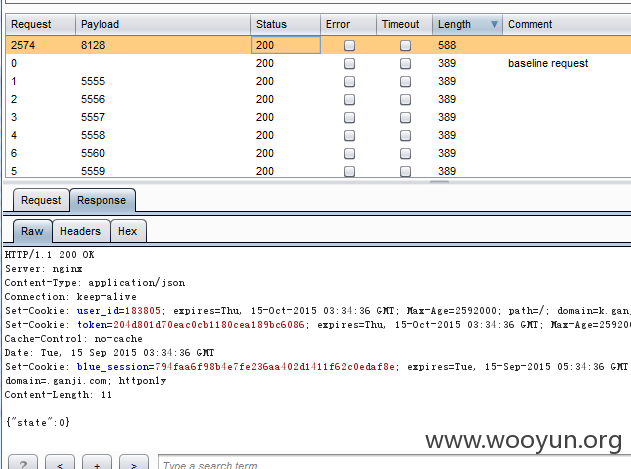 Request Payload Status Error Timeout Length Comment
2574 8128 200 588
0 200 389 baseline request
1 5555 200 389
2 5556 200 389
3 5557 200 389
4 5558 200 389
6 5560 200 389
5 5559 200 389
Request Response
Raw Headers Hex
HTTP/1.1 200 OK
Server: nginx
Content-Type: application/json
Connection: keep-alive
Set-Cookie: user_id=183805; expires=Thu, 15-Oct-2015 03:34:36 GMT; Max-Age=2592000; path=/; domain=k.gan
Set-Cookie: token=204d801d70eac0cb1180cea189bc6086; expires=Thu, 15-Oct-2015 03:34:36 GMT; Max-Age=25920
Cache-Control: no-cache
Date: Tue, 15 Sep 2015 03:34:36 GMT
Set-Cookie: blue_session=794faa6f98b4e7fe236aa402d1411f62c0edaf8e; expires=Tue, 15-Sep-2015 05:34:36 GMT
domain=.ganji.com; httponly
Content-Length: 11
{"state":0}
www.wooyun.org
? < + > Type a search term